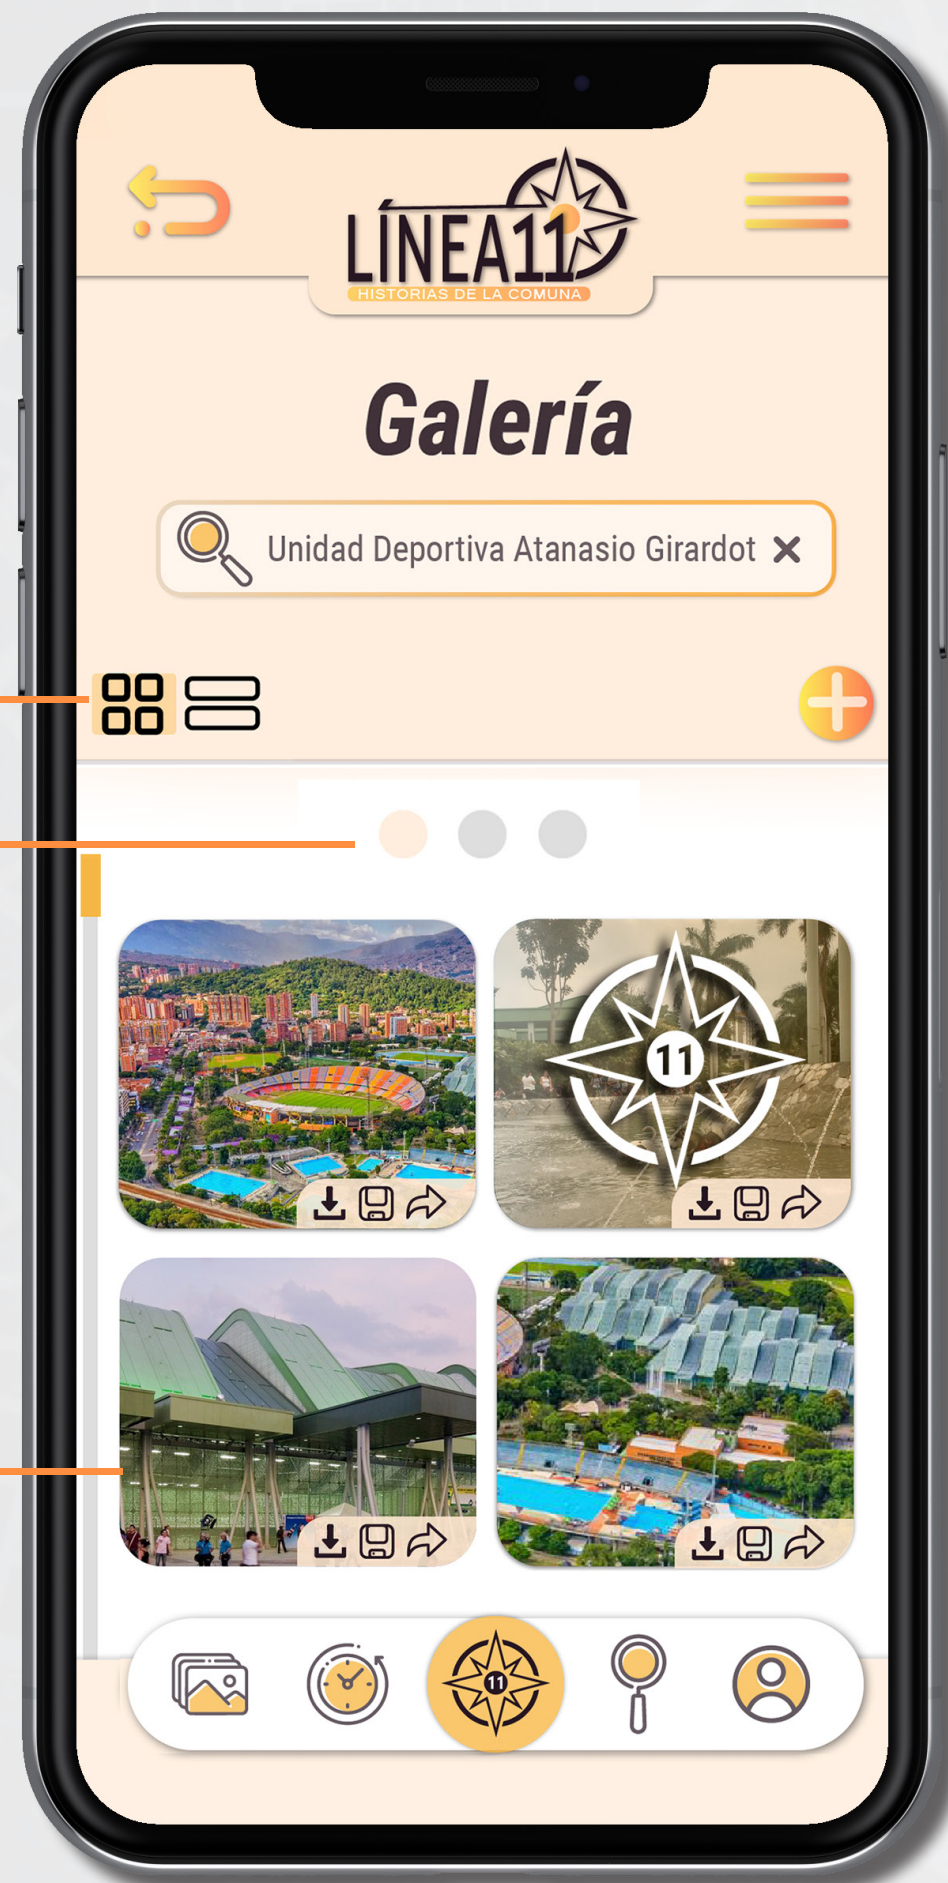 LÍNEA11
HISTORIAS DE LA COMUNA
Galería
Unidad Deportiva Atanasio Girardot
11
11